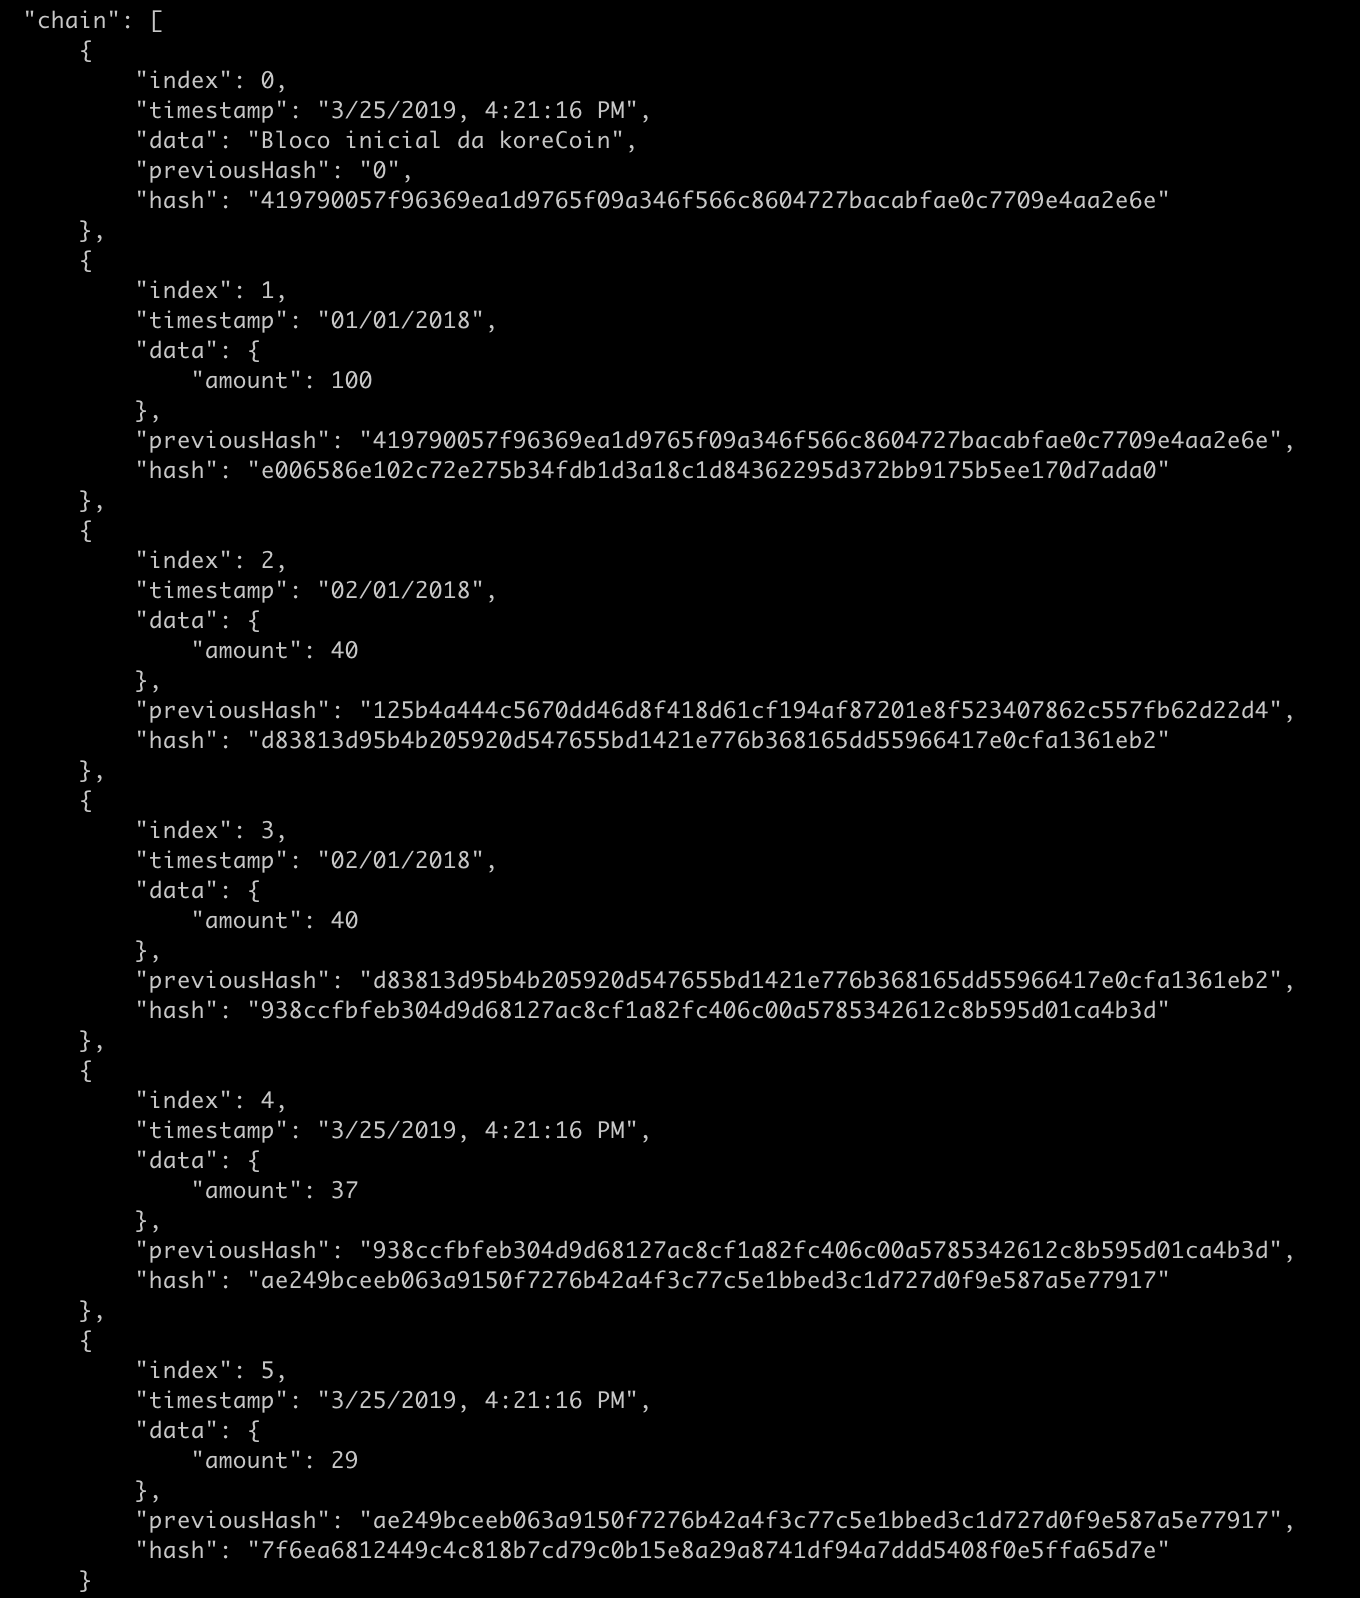 "chain": [
{
"index": 0,
"timestamp": "3/25/2019, 4:21:16 PM",
"data": "Bloco inicial da koreCoin",
"previousHash": "0",
"hash": "419790057f96369ea1d9765f09a346f566c8604727bacabfae0c7709e4aa2e6e"
},
{
"index": 1,
"timestamp": "01/01/2018",
"data": {
"amount": 100
},
"previousHash": "419790057f96369ea1d9765f09a346f566c8604727bacabfae0c7709e4aa2e6e",
"hash": "e006586e102c72e275b34fdb1d3a18c1d84362295d372bb9175b5ee170d7ada0"
},
{
"index": 2,
"timestamp": "02/01/2018",
"data": {
"amount": 40
},
"previousHash": "125b4a444c5670dd46d8f418d61cf194af87201e8f523407862c557fb62d22d4",
"hash": "d83813d95b4b205920d547655bd1421e776b368165dd55966417e0cfa1361eb2"
},
{
"index": 3,
"timestamp": "02/01/2018",
"data": {
"amount": 40
},
"previousHash": "d83813d95b4b205920d547655bd1421e776b368165dd55966417e0cfa1361eb2",
"hash": "938ccfbfeb304d9d68127ac8cf1a82fc406c00a5785342612c8b595d01ca4b3d"
},
{
"index": 4,
"timestamp": "3/25/2019, 4:21:16 PM",
"data": {
"amount": 37
},
"previousHash": "938ccfbfeb304d9d68127ac8cf1a82fc406c00a5785342612c8b595d01ca4b3d",
"hash": "ae249bceeb063a9150f7276b42a4f3c77c5e1bbed3c1d727d0f9e587a5e77917"
},
{
"index": 5,
"timestamp": "3/25/2019, 4:21:16 PM",
"data": {
"amount": 29
},
"previousHash": "ae249bceeb063a9150f7276b42a4f3c77c5e1bbed3c1d727d0f9e587a5e77917",
"hash": "7f6ea6812449c4c818b7cd79c0b15e8a29a8741df94a7ddd5408f0e5ffa65d7e"
}